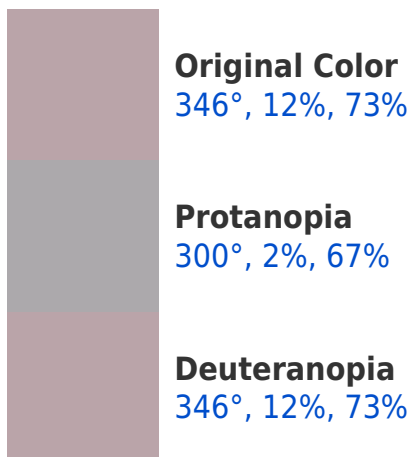 Original Color
346°, 12%, 73%
Protanopia
300°, 2%, 67%
Deuteranopia
346°, 12%, 73%